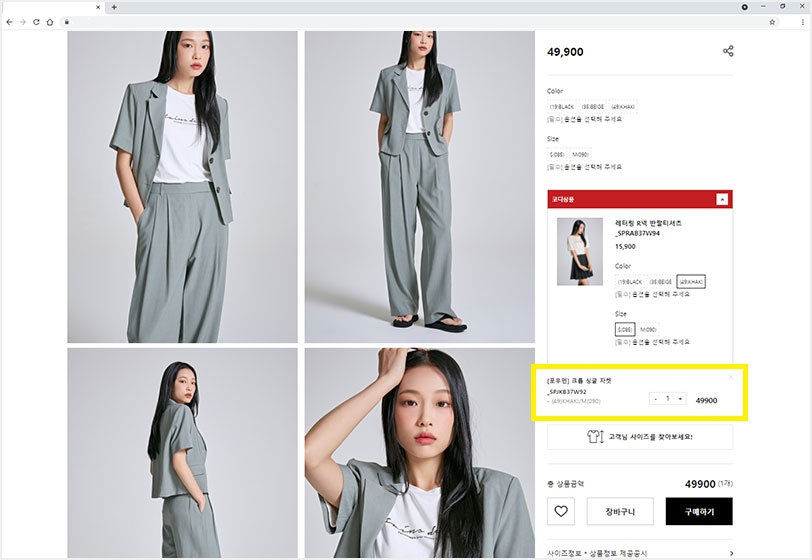 49,900
Color
(19)BLACK (35)BEIGE (49)KHAKI
[필수] 옵션을 선택해 주세요
Size
S(085) M(090)
[필수] 옵션을 선택해 주세요
코디상품
레터링 R넥 반팔티셔츠
_SPRAB37W94
15,900
Color
(19)BLACK (35)BEIGE (49)KHAKI
[필수] 옵션을 선택해 주세요
Size
S(085) M(090)
[필수] 옵션을 선택해 주세요
[포우먼] 크롭 싱글 자켓
_SPJKB37W92
- (49)KHAKI/M(090)
- 1 +
49900
고객님 사이즈를 찾아보세요!
총 상품금액
49900 (1개)
장바구니
구매하기
사이즈정보 * 상품정보 제공공시